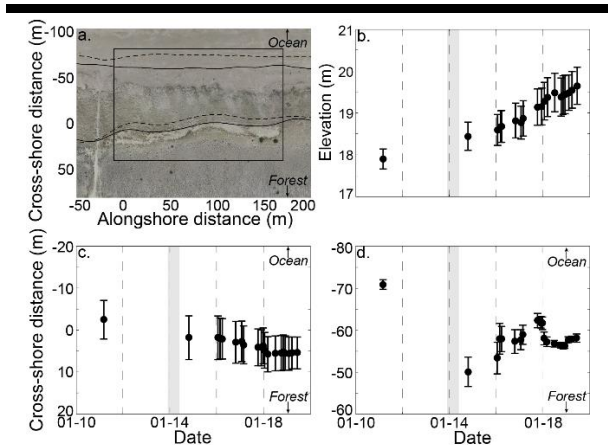 a.
-100
-50
0
50
Cross-shore distance (m)
Ocean
Forest
-50 0 50 100 150 200
Alongshore distance (m)
b.
21
20
19
18
17
Elevation (m)
c.
-20
-10
0
10
20
Cross-shore distance (m)
Ocean
Forest
01-10 01-14 01-18
Date
d.
-80
-70
-60
-50
-60
Ocean
Forest
01-10 01-14 01-18
Date